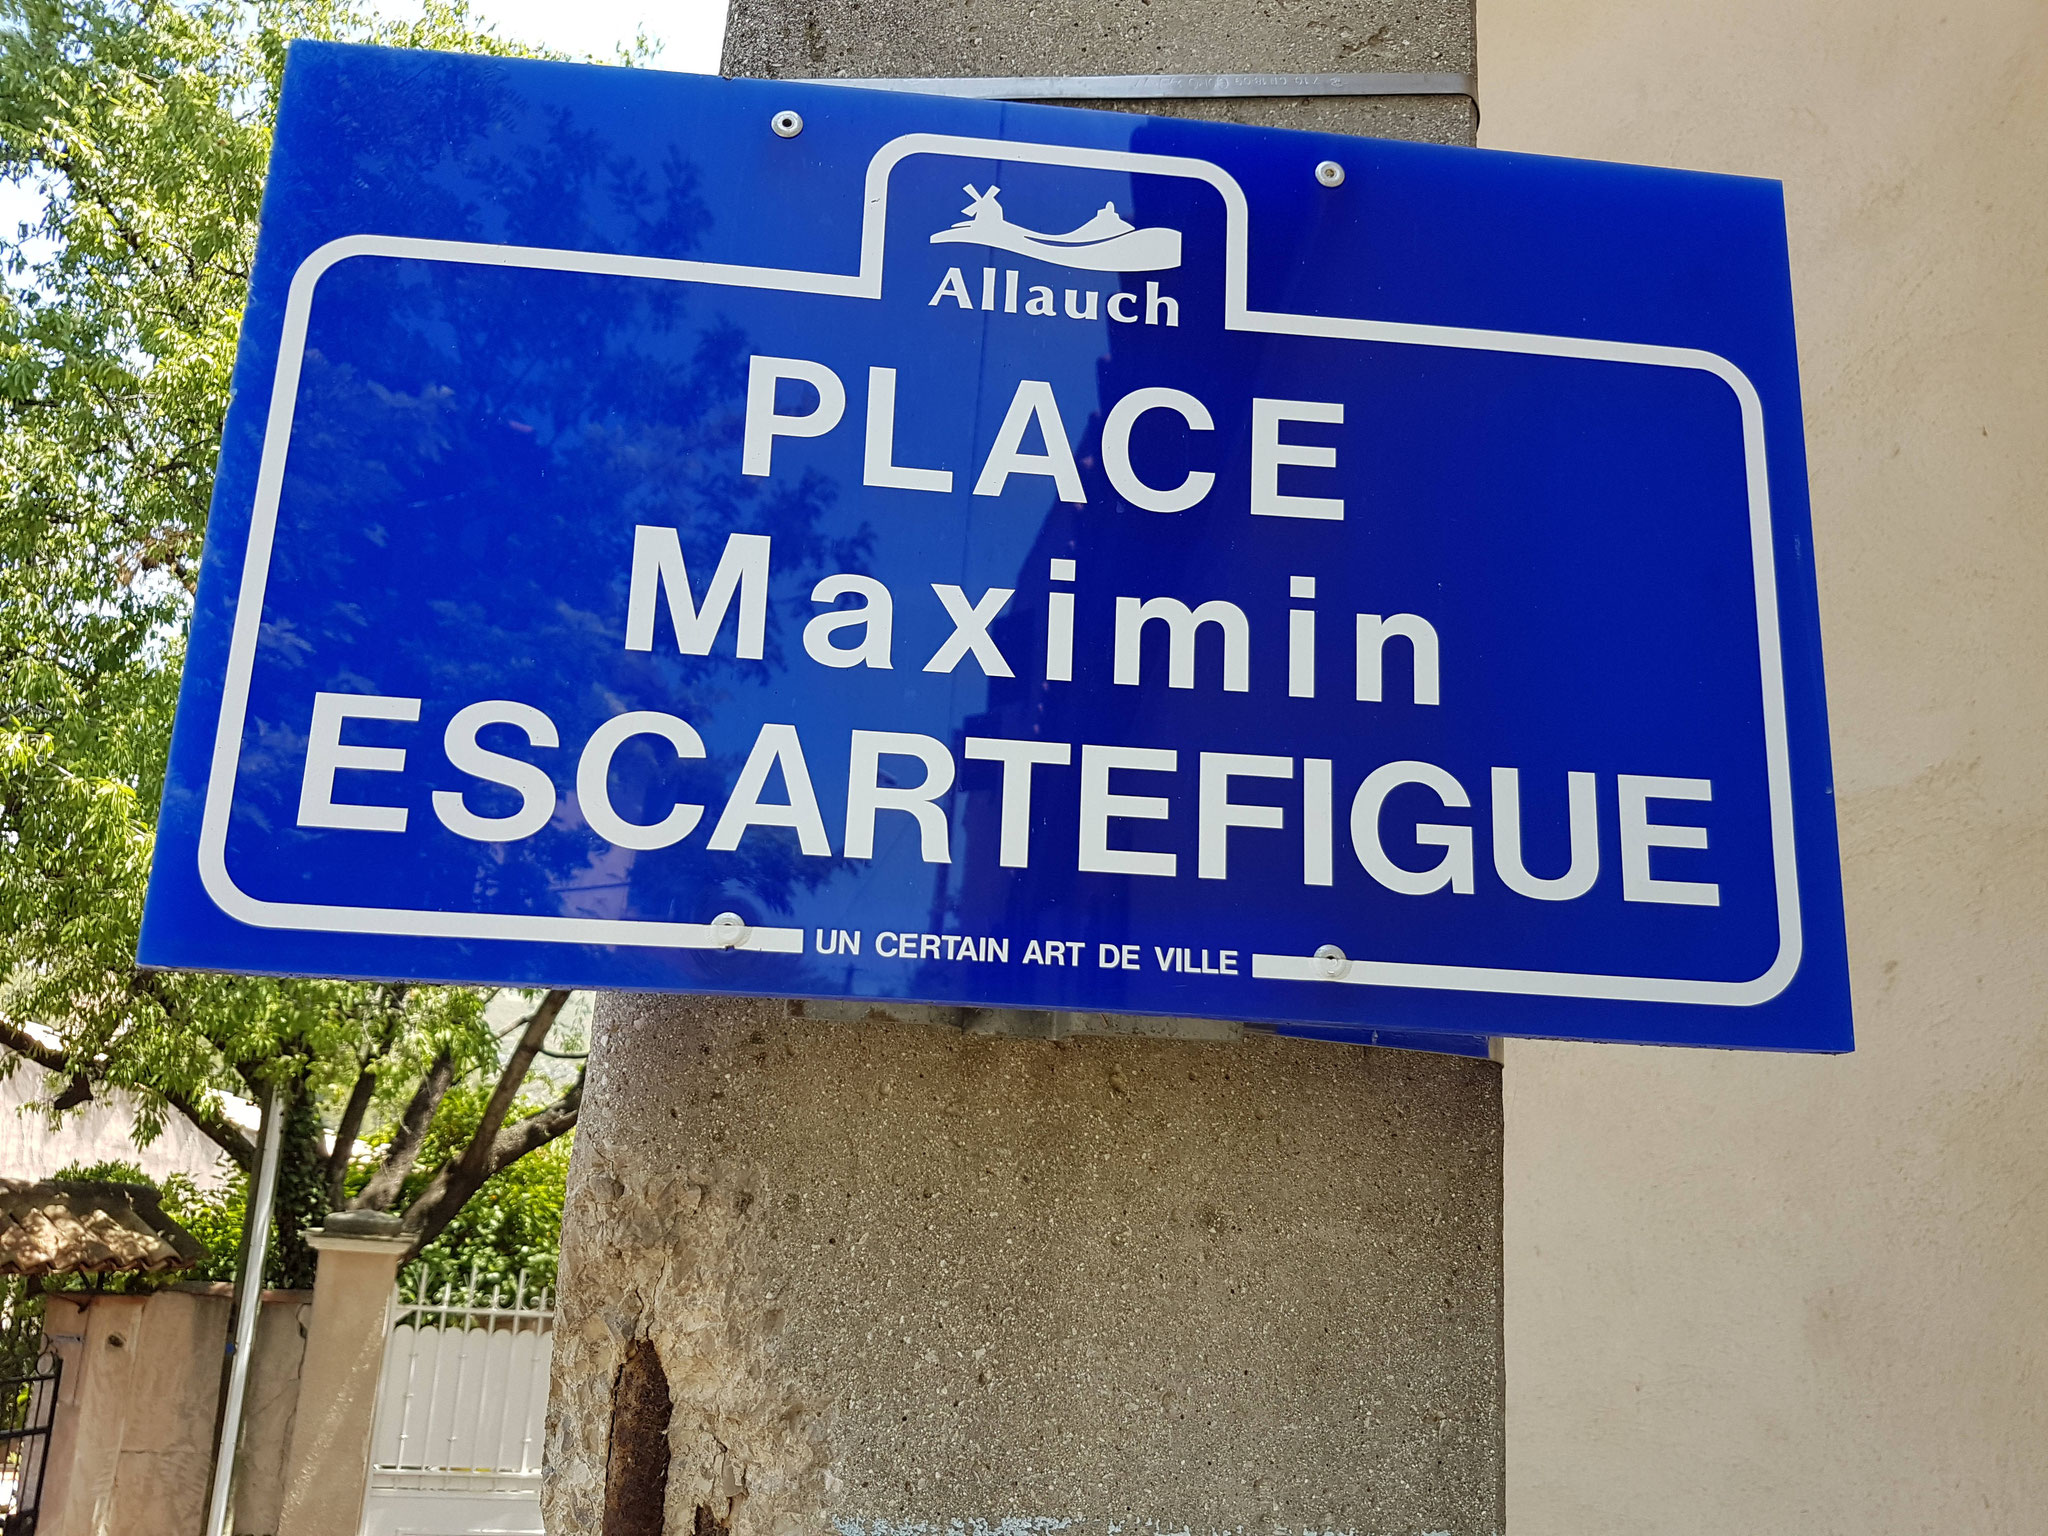 Allauch
PLACE
Maximin
ESCARTEFIGUE
UN CERTAIN ART DE VILLE